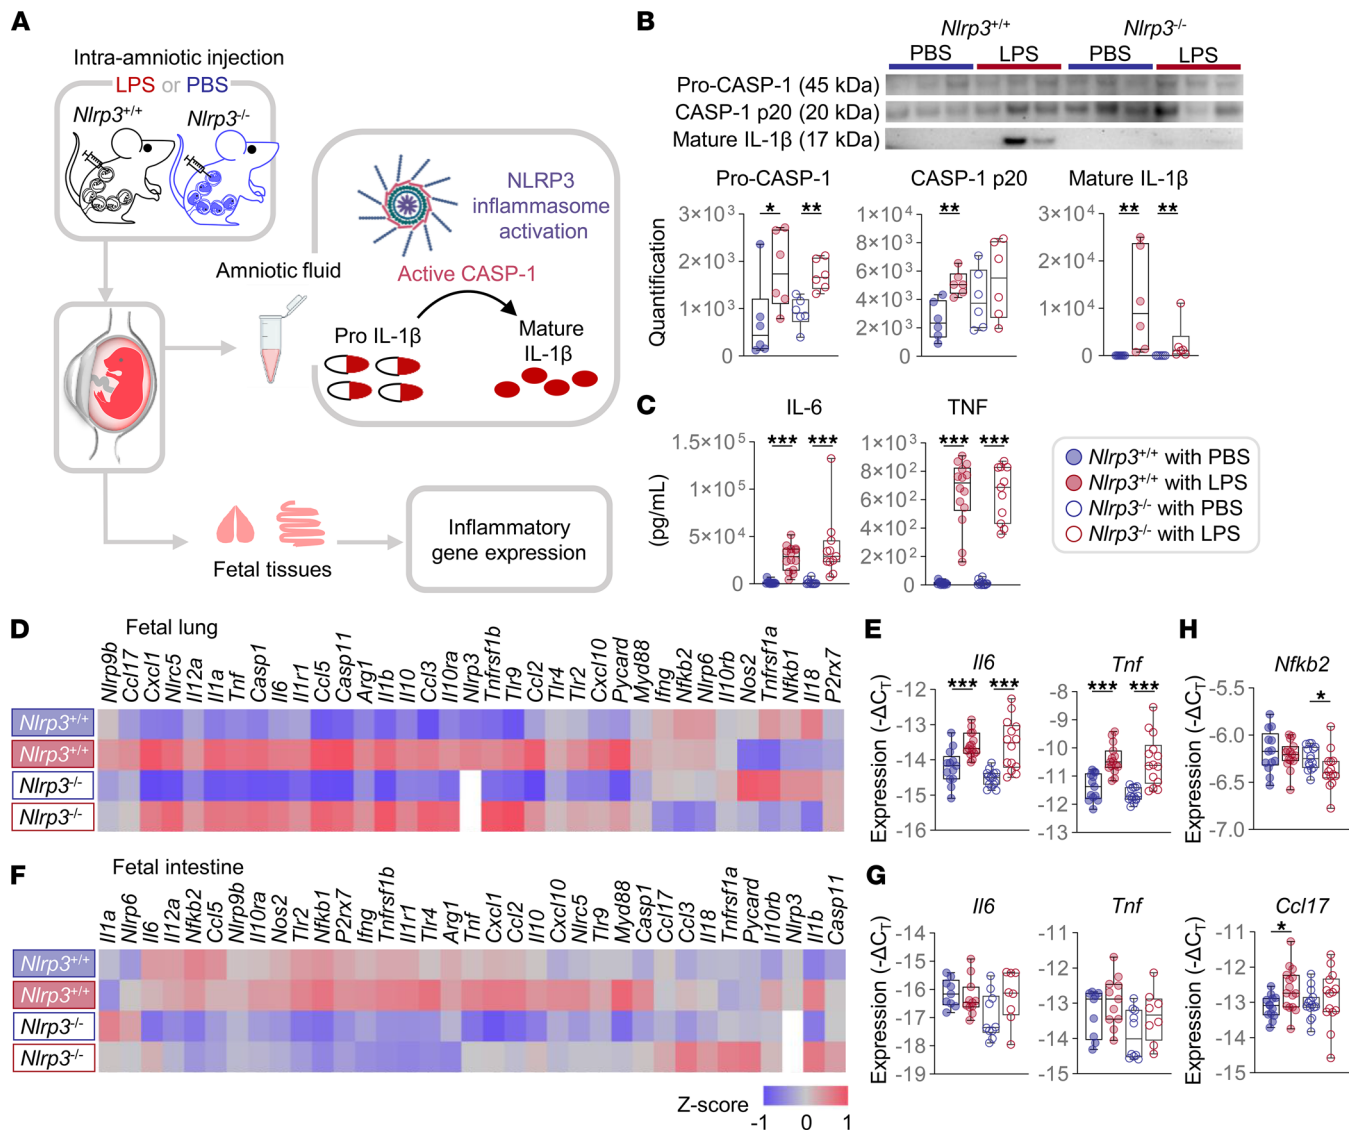 A
Intra-amniotic injection
LPS or PBS
Nlrp3+/+
Nlrp3-/-
Amniotic fluid
NLRP3
inflammasome
activation
Active CASP-1
Pro IL-1β
Mature
IL-1β
Fetal tissues
Inflammatory
gene expression
B
Nlrp3+/+
Nlrp3-/-
PBS
LPS
PBS
LPS
Pro-CASP-1 (45 kDa)
CASP-1 p20 (20 kDa)
Mature IL-1β (17 kDa)
Pro-CASP-1
CASP-1 p20
Mature IL-1β
Quantification
3×10³
2×10³
1×10³
0
* **
1×10⁴
8×10³
6×10³
4×10³
2×10³
0
**
3×10⁴
2×10⁴
1×10⁴
0
** **
C
IL-6
TNF
(pg/mL)
1.5×10⁵
1×10⁵
5×10⁴
0
*** ***
1×10³
8×10²
6×10²
4×10²
2×10²
0
*** ***
Nlrp3+/+ with PBS
Nlrp3+/+ with LPS
Nlrp3-/- with PBS
Nlrp3-/- with LPS
D
Fetal lung
Nlrp9b
Ccl17
Cxcl1
Nlrc5
Il12a
Il1a
Tnf
Casp1
Il6
Il1r1
Ccl5
Casp11
Arg1
Il1b
Il10
Ccl3
Il10ra
Nlrp3
Tnfrsf1b
Tlr9
Ccl2
Tlr4
Tlr2
Cxcl10
Pycard
Myd88
Ifng
Nfkb2
Nlrp6
Il10rb
Nos2
Tnfrsf1a
Nfkb1
Il18
P2rx7
Nlrp3+/+
Nlrp3+/+
Nlrp3-/-
Nlrp3-/-
E
Il6
Tnf
Expression (-ΔCT)
-12
-13
-14
-15
-16
*** ***
-8
-9
-10
-11
-12
-13
*** ***
H
Nfkb2
Expression (-ΔCT)
-5.5
-6.0
-6.5
-7.0
*
F
Fetal intestine
Il1a
Nlrp6
Il6
Il12a
Nfkb2
Ccl5
Nlrp9b
Il10ra
Nos2
Tlr2
Nfkb1
P2rx7
Ifng
Tnfrsf1b
Il1r1
Tlr4
Arg1
Tnf
Cxcl1
Ccl2
Il10
Cxcl10
Nlrc5
Tlr9
Myd88
Casp1
Ccl17
Ccl3
Il18
Tnfrsf1a
Pycard
Il10rb
Nlrp3
Il1b
Casp11
Nlrp3+/+
Nlrp3+/+
Nlrp3-/-
Nlrp3-/-
Z-score
-1 0 1
G
Il6
Tnf
Expression (-ΔCT)
-14
-15
-16
-17
-18
-19
-11
-12
-13
-14
-15
Ccl17
Expression (-ΔCT)
-11
-12
-13
-14
-15
*